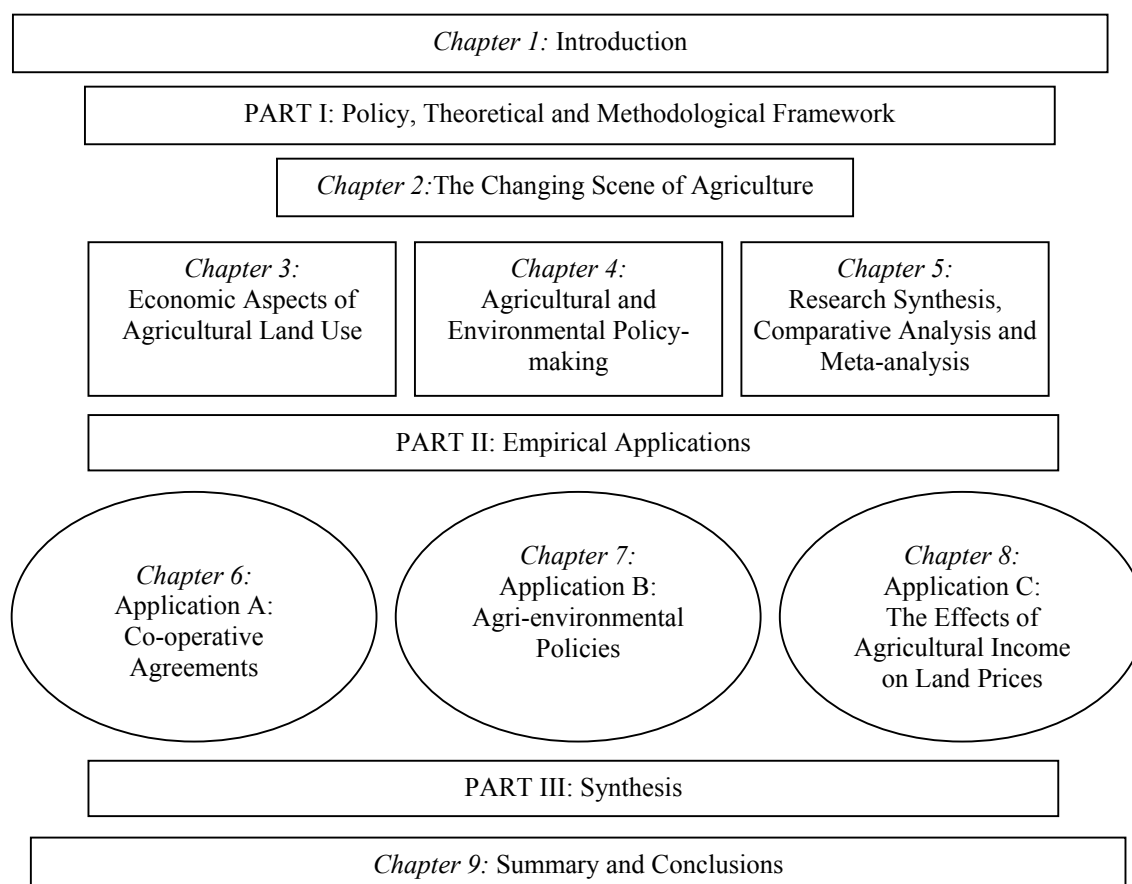 Chapter 1: Introduction
PART I: Policy, Theoretical and Methodological Framework
Chapter 2:The Changing Scene of Agriculture
Chapter 3:
Economic Aspects of
Agricultural Land Use
Chapter 4:
Agricultural and
Environmental Policy-
making
Chapter 5:
Research Synthesis,
Comparative Analysis and
Meta-analysis
PART II: Empirical Applications
Chapter 6:
Application A:
Co-operative
Agreements
Chapter 7:
Application B:
Agri-environmental
Policies
Chapter 8:
Application C:
The Effects of
Agricultural Income
on Land Prices
PART III: Synthesis
Chapter 9: Summary and Conclusions